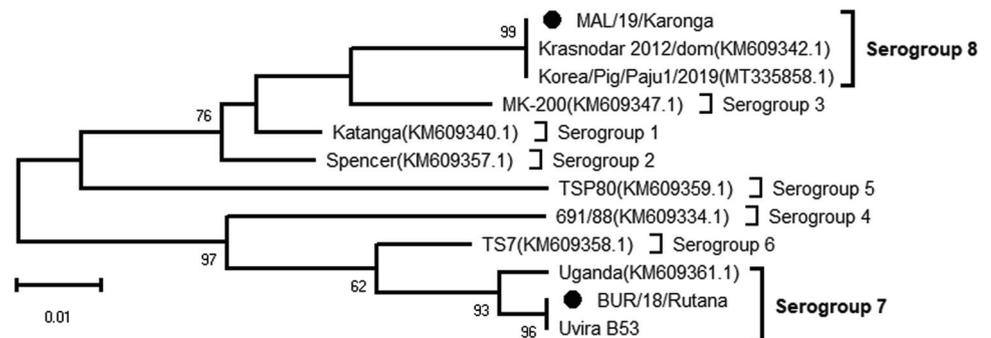 99
MAL/19/Karonga
Krasnodar 2012/dom(KM609342.1)
Serogroup 8
Korea/Pig/Paju1/2019(MT335858.1)
MK-200(KM609347.1) Serogroup 3
76
Katanga(KM609340.1) Serogroup 1
Spencer(KM609357.1) Serogroup 2
TSP80(KM609359.1) Serogroup 5
691/88(KM609334.1) Serogroup 4
TS7(KM609358.1) Serogroup 6
97
Uganda(KM609361.1)
62
BUR/18/Rutana
Serogroup 7
93
96
Uvira B53
0.01